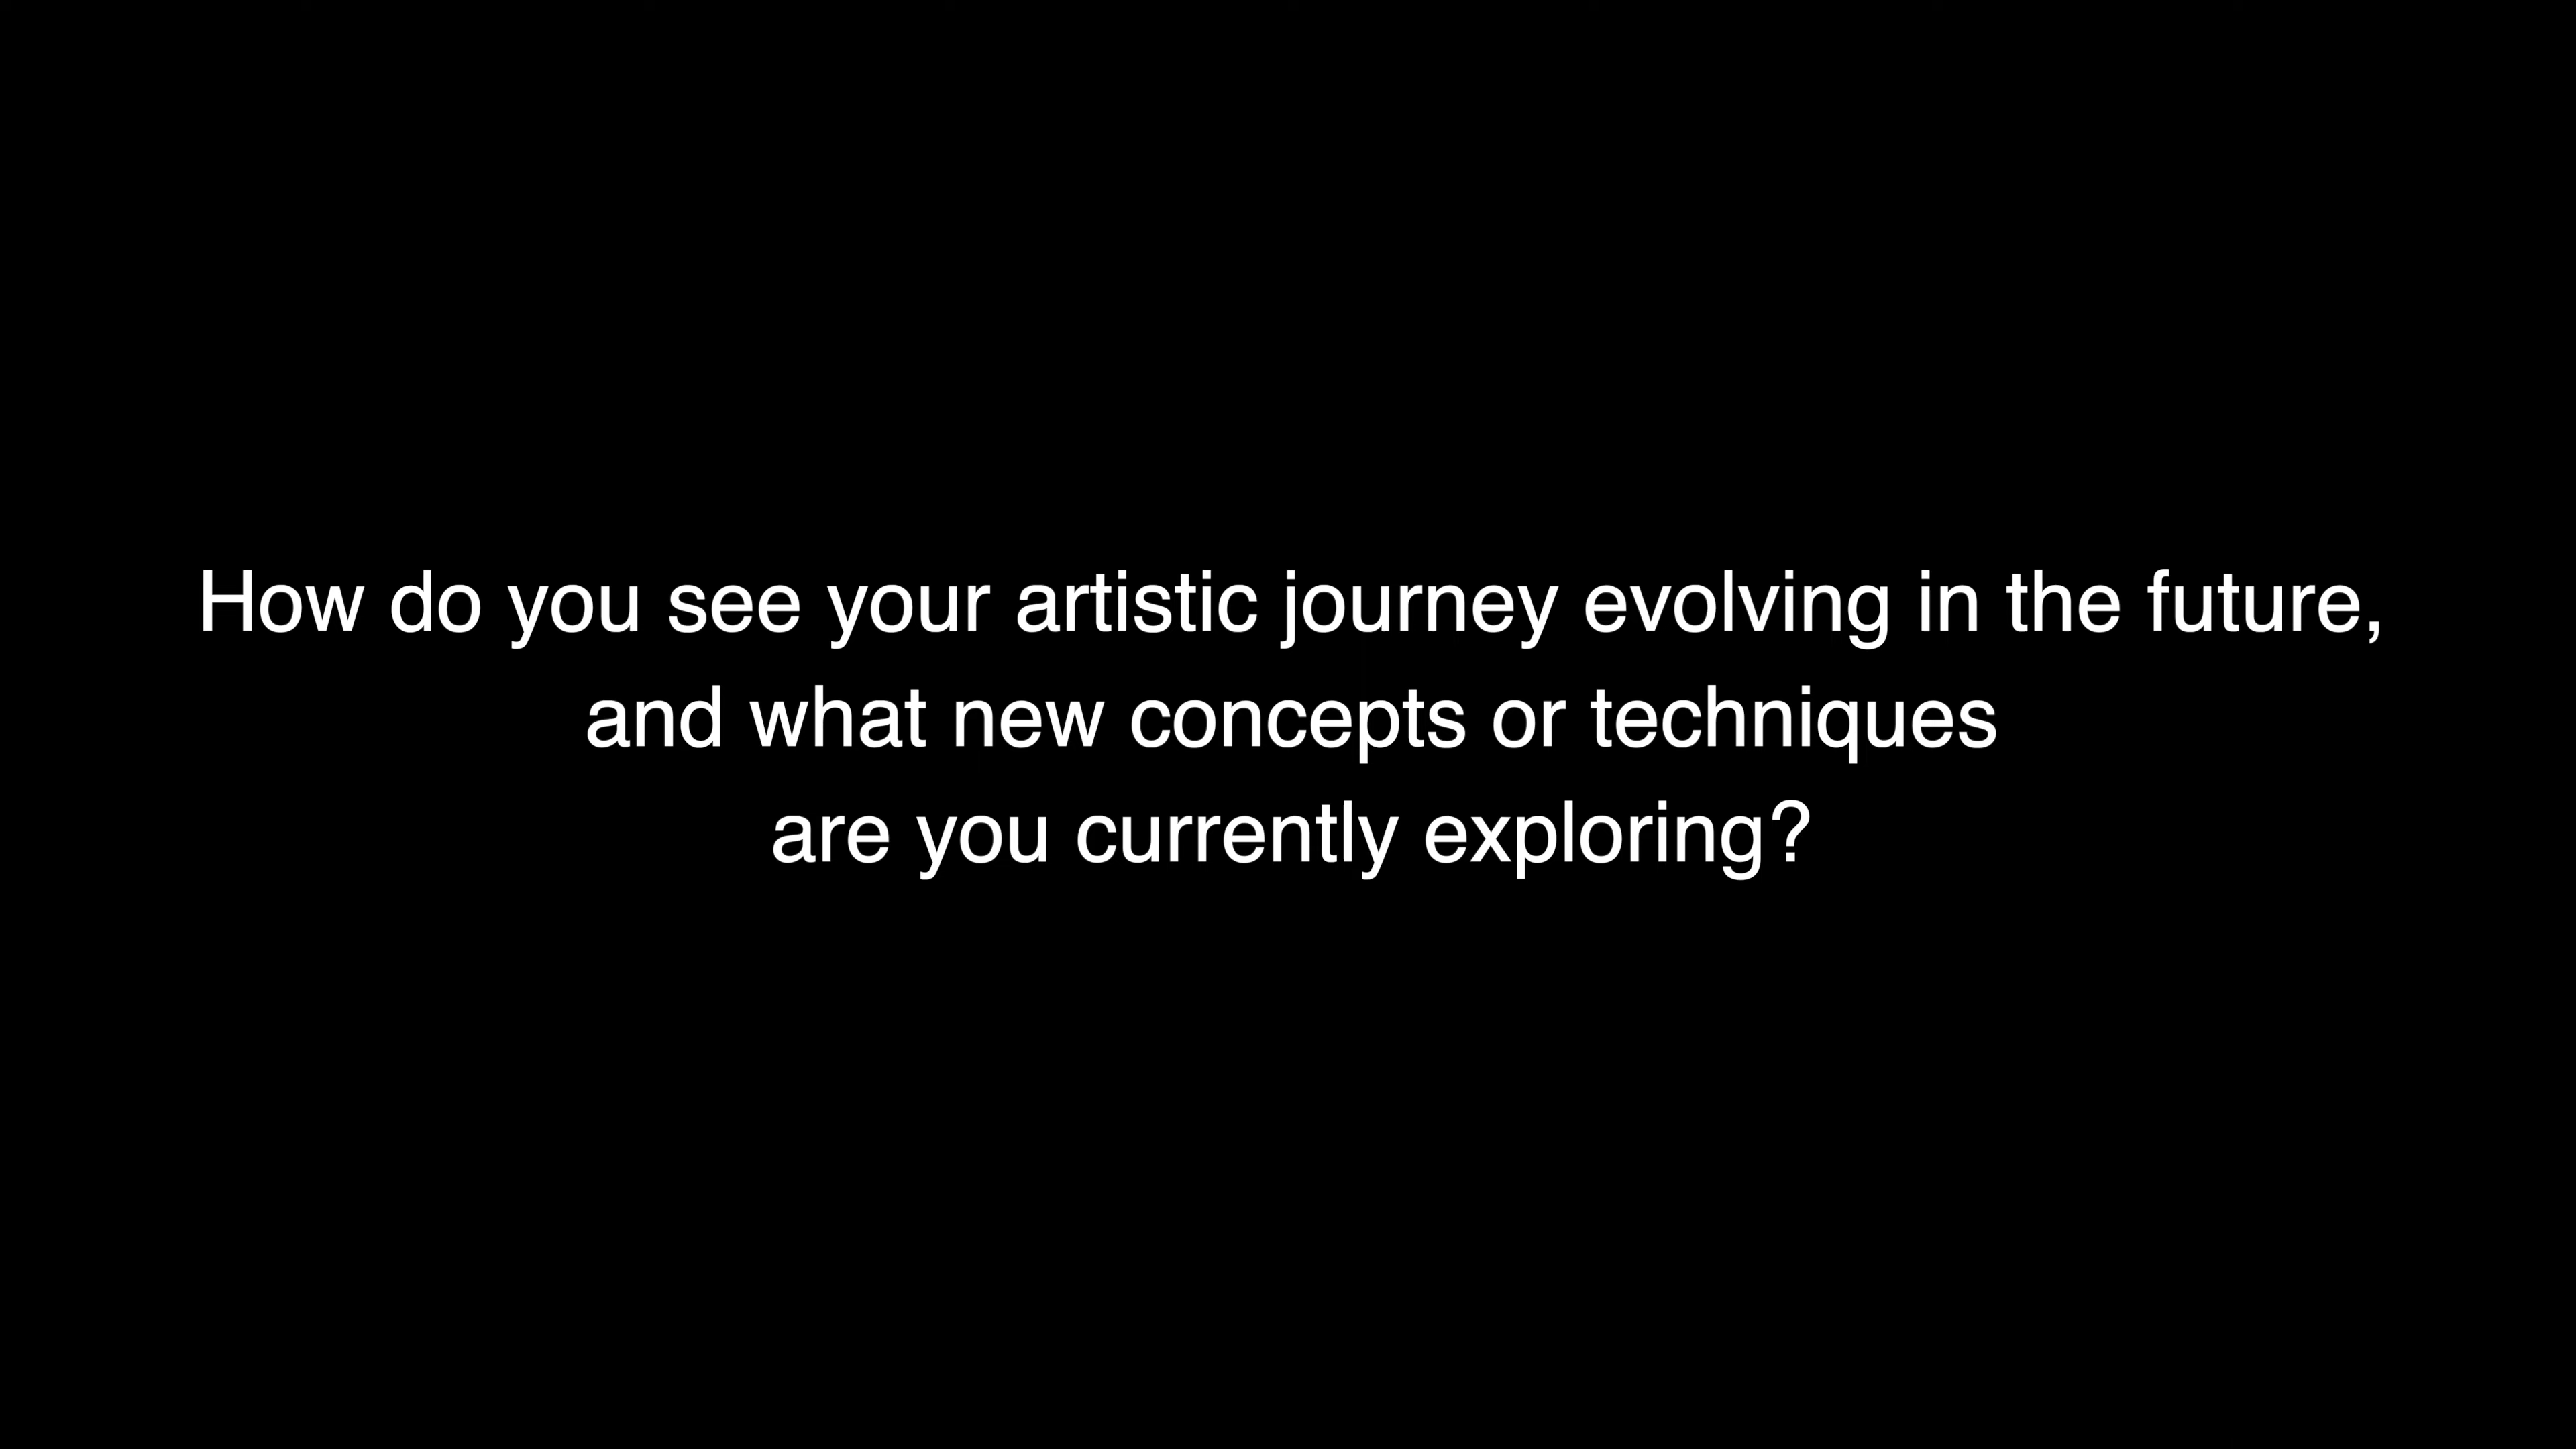 How do you see your artistic journey evolving in the future,
and what new concepts or techniques
are you currently exploring?